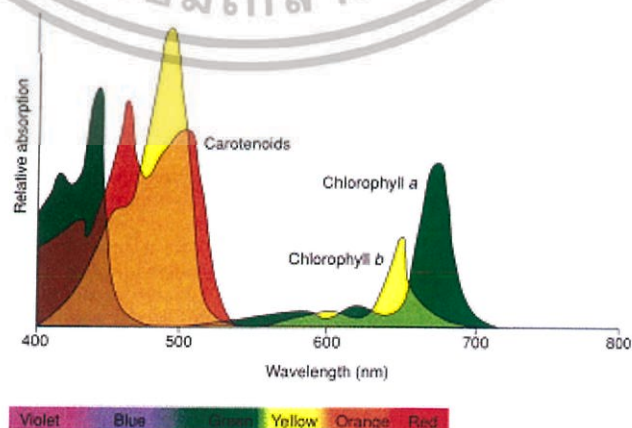 Relative absorption
Carotenoids
Chlorophyll a
Chlorophyll b
400 500 600 700 800
Wavelength (nm)
Violet Blue Green Yellow Orange Red